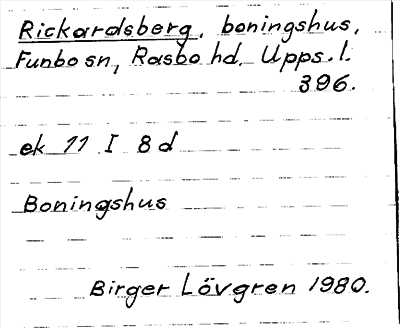 Rickardsberg, boningshus,
Funbo sn, Rasbo hd. Upps. l.
396.
ek 11 I 8 d
Boningshus
Birger Lövgren 1980.